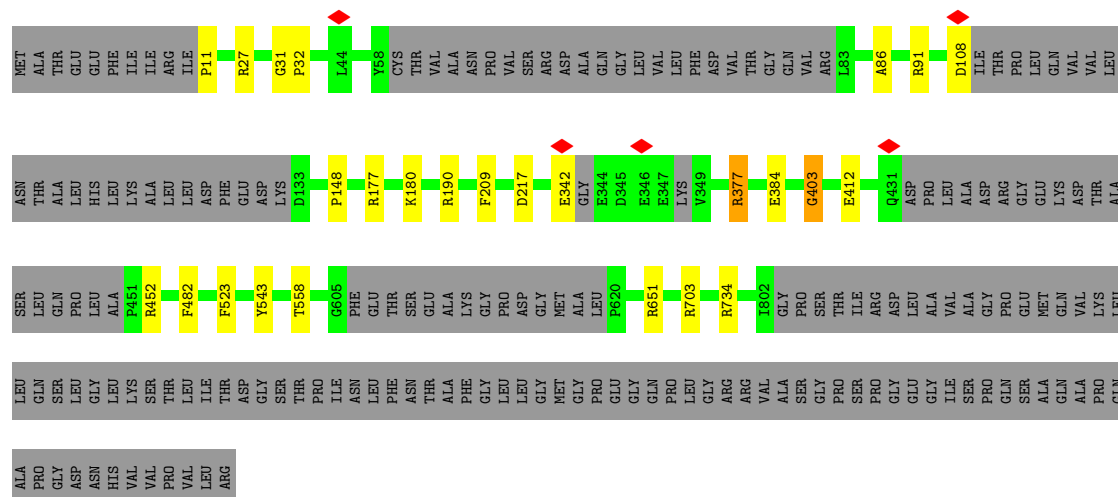 MET ALA THR GLU GLU PHE ILE ILE ARG ILE P11 R27 G31 P32 L44 Y58 CYS THR VAL ALA ASN PRO VAL SER ARG ASP ALA GLN GLY LEU VAL LEU PHE ASP VAL THR GLY GLN VAL ARG L83 A86 R91 D108 ILE THR PRO LEU GLN VAL VAL LEU
ASN THR ALA LEU HIS LEU LYS ALA LEU LEU ASP PHE GLU ASP LYS D133 P148 R177 K180 R190 F209 D217 E342 GLY E344 D345 E346 E347 LYS V349 R377 E384 G403 E412 Q431 ASP PRO LEU ALA ASP ARG GLY GLU LYS ASP THR ALA
SER LEU GLN PRO LEU ALA P451 R452 F482 F523 Y543 T558 G605 PHE GLU THR SER GLU ALA LYS GLY PRO ASP GLY MET ALA LEU P620 R651 R703 R734 I802 GLY PRO SER THR ILE ARG ASP LEU ALA VAL ALA GLY PRO GLU MET GLN VAL LYS LEU
LEU GLN SER LEU GLY LEU LYS SER THR LEU ILE THR ASP GLY SER THR PRO ILE ASN LEU PHE ASN THR ALA PHE GLY LEU LEU GLY MET GLY PRO GLU GLY GLN PRO LEU GLY ARG ARG VAL ALA SER GLY PRO SER PRO GLY GLU GLY ILE SER PRO GLN SER ALA GLN ALA PRO GLN
ALA PRO GLY ASP ASN HIS VAL VAL PRO VAL LEU ARG